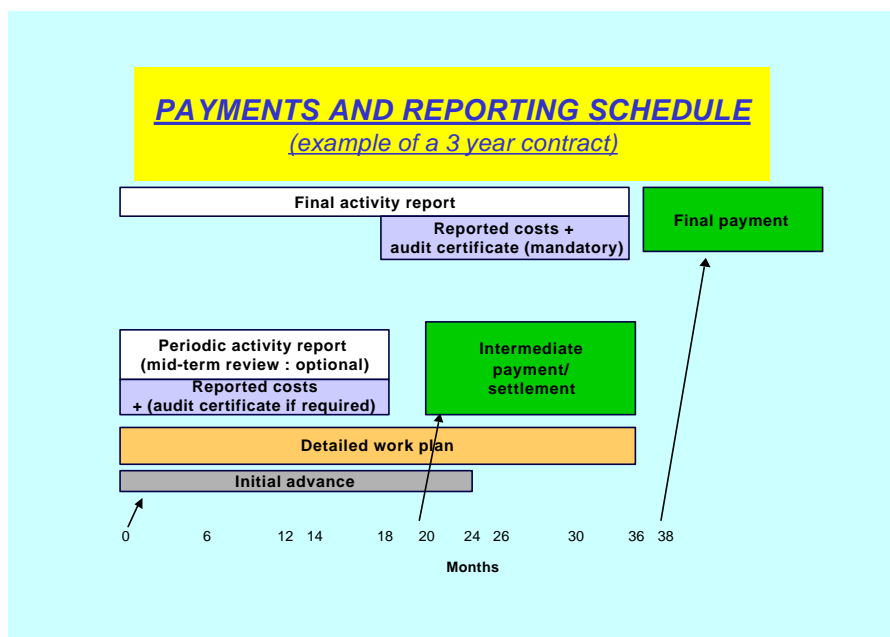 PAYMENTS AND REPORTING SCHEDULE
(example of a 3 year contract)
Final activity report
Reported costs +
audit certificate (mandatory)
Final payment
Periodic activity report
(mid-term review : optional)
Reported costs
+ (audit certificate if required)
Intermediate
payment/
settlement
Detailed work plan
Initial advance
0 6 12 14 18 20 24 26 30 36 38
Months